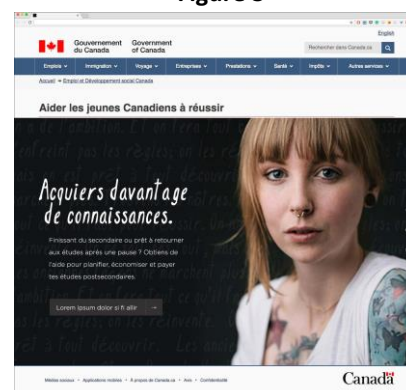 English
Gouvernement du Canada
Government of Canada
Rechercher dans Canada.ca
Emplois Immigration Voyage Entreprises Prestations Santé Impôts Autres services
Accueil → Emploi et Développement social Canada
Aider les jeunes Canadiens à réussir
Acquiers davantage
de connaissances.
Finissant du secondaire ou prêt à retourner
aux études après une pause ? Obtiens de
l'aide pour planifier, économiser et payer
tes études postsecondaires.
Lorem ipsum dolor si fi allir →
Médias sociaux • Applications mobiles • À propos de Canada.ca • Avis • Confidentialité
Canada